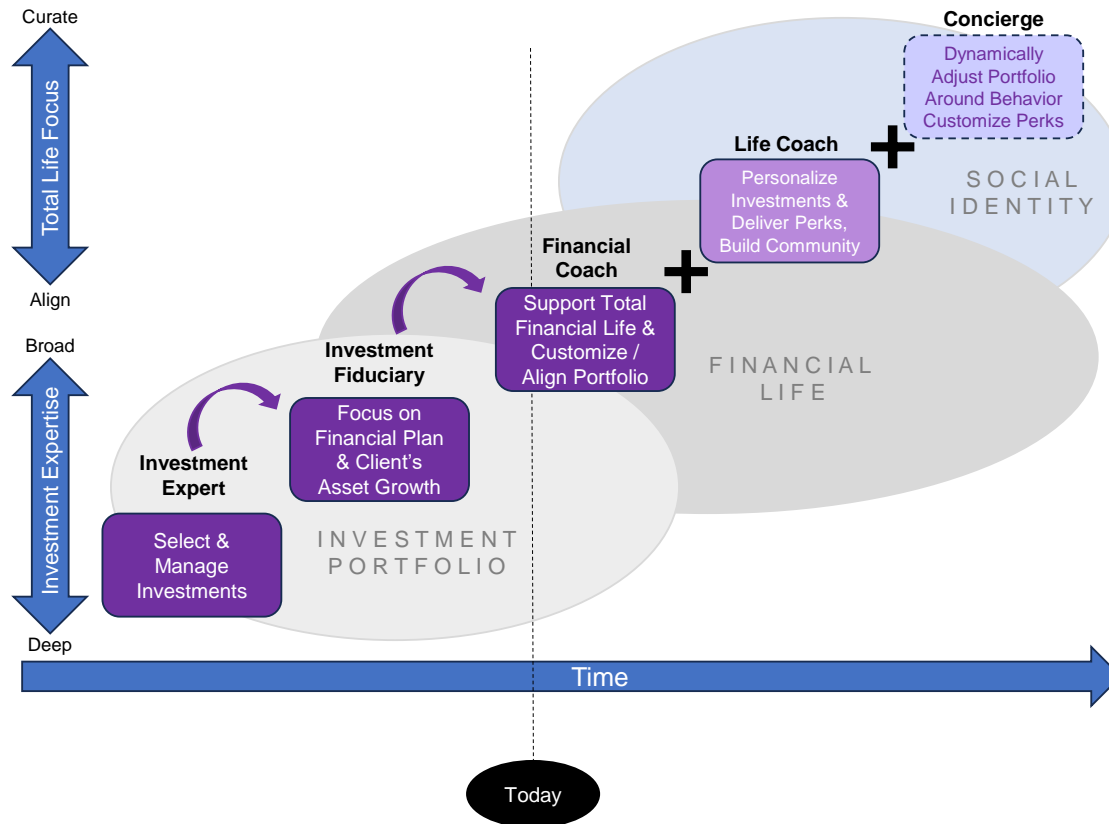 Curate
Total Life Focus
Align
Broad
Investment Expertise
Deep
Investment
Expert
Select &
Manage
Investments
Investment
Fiduciary
Focus on
Financial Plan
& Client's
Asset Growth
INVESTMENT
PORTFOLIO
Financial
Coach
Support Total
Financial Life &
Customize /
Align Portfolio
FINANCIAL
LIFE
Life Coach
Personalize
Investments &
Deliver Perks,
Build Community
Concierge
Dynamically
Adjust Portfolio
Around Behavior
Customize Perks
SOCIAL
IDENTITY
Time
Today